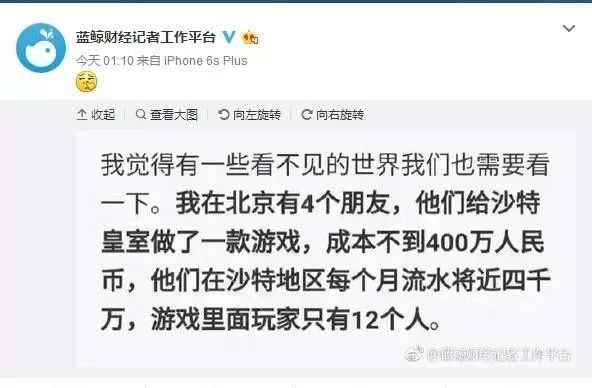 蓝鲸财经记者工作平台
今天 01:10 来自 iPhone 6s Plus
收起 查看大图 向左旋转 向右旋转
我觉得有一些看不见的世界我们也需要看
一下。我在北京有4个朋友，他们给沙特
皇室做了一款游戏，成本不到400万人民
币，他们在沙特地区每个月流水将近四千
万，游戏里面玩家只有12个人。
@蓝鲸财经记者工作平台